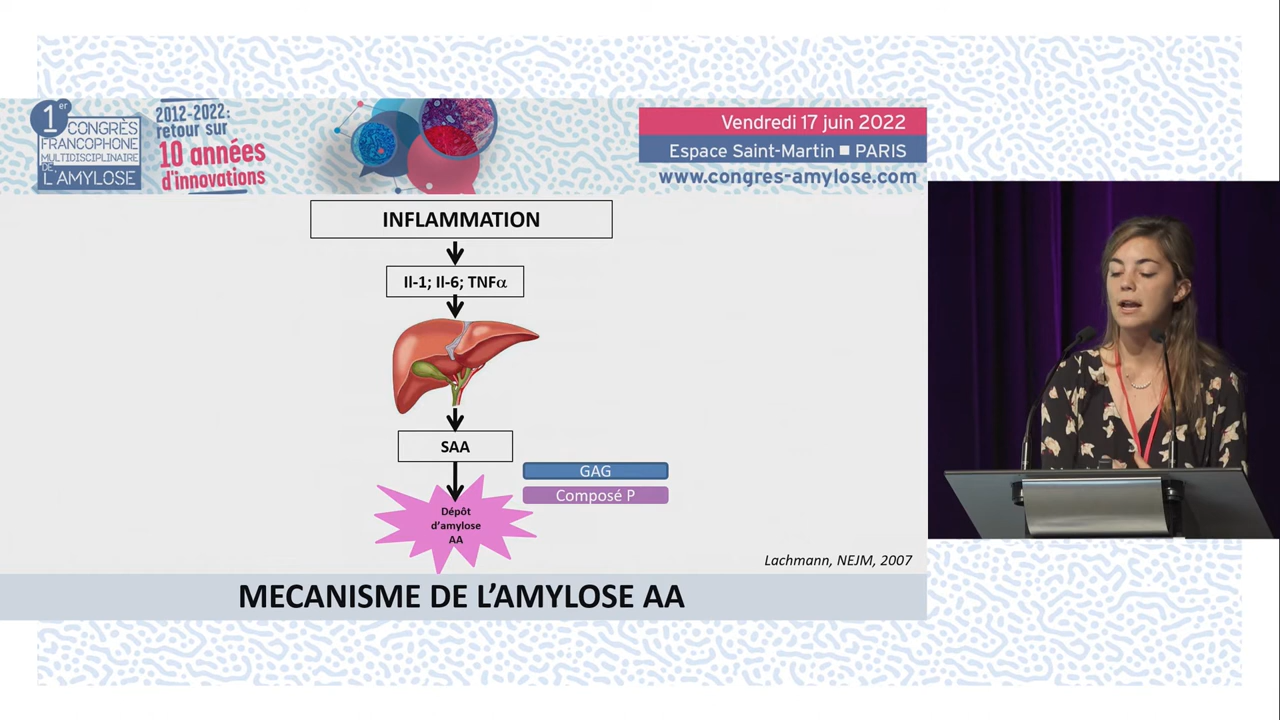 1er
CONGRÈS
FRANCOPHONE
MULTIDISCIPLINAIRE
DE
L'AMYLOSE
2012-2022:
retour sur
10 années
d'innovations
Vendredi 17 juin 2022
Espace Saint-Martin ■ PARIS
www.congres-amylose.com
INFLAMMATION
Il-1; Il-6; TNFα
SAA
GAG
Composé P
Dépôt
d'amylose
AA
Lachmann, NEJM, 2007
MECANISME DE L'AMYLOSE AA